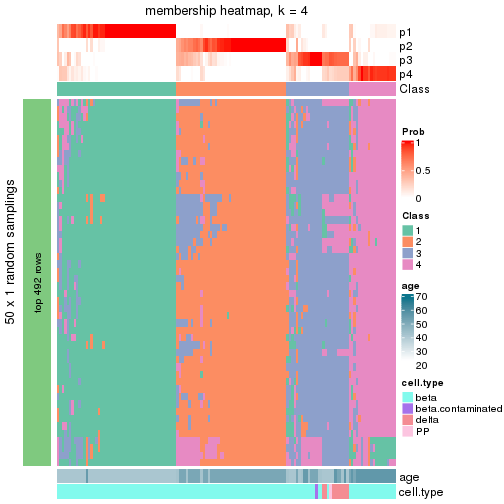 membership heatmap, k = 4
p1
p2
p3
p4
Class
50 x 1 random samplings
top 492 rows
Prob
1
0.5
0
Class
1
2
3
4
age
70
60
50
40
30
20
cell.type
beta
beta.contaminated
delta
PP
age
cell.type